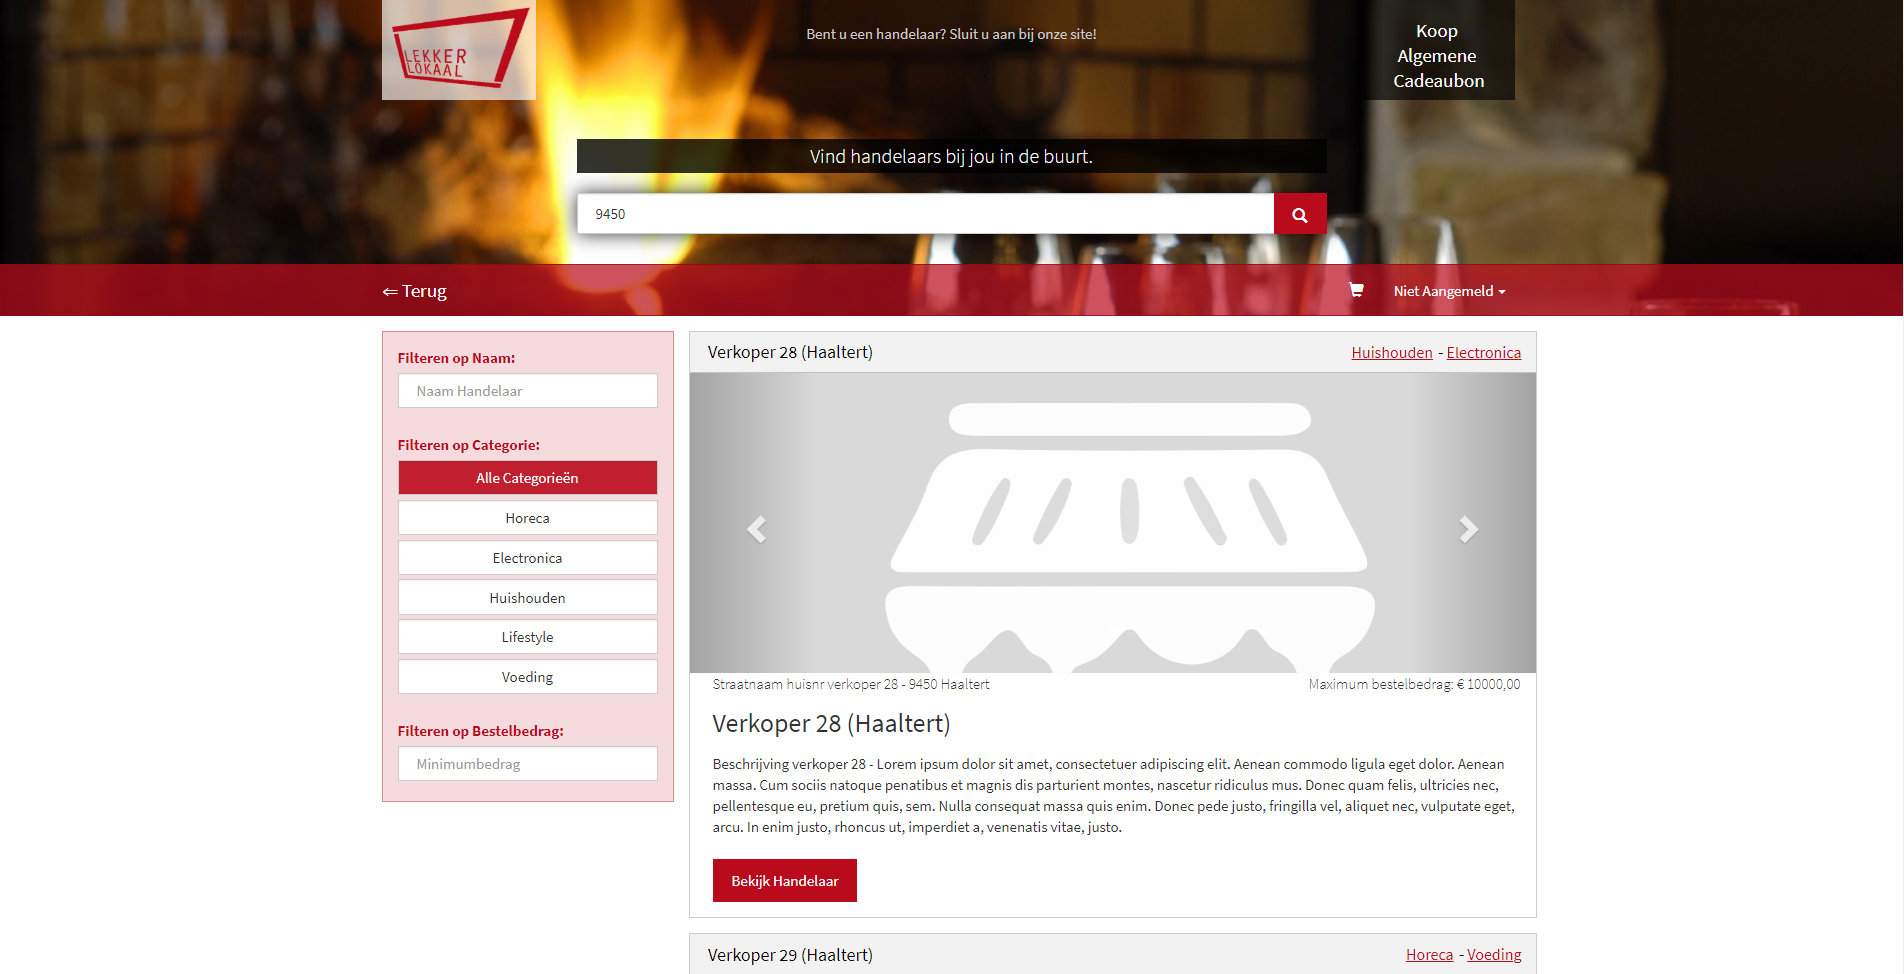 LEKKER
LOKAAL
Bent u een handelaar? Sluit u aan bij onze site!
Koop
Algemene
Cadeaubon
Vind handelaars bij jou in de buurt.
9450
⇐ Terug
Niet Aangemeld
Filteren op Naam:
Naam Handelaar
Filteren op Categorie:
Alle Categorieën
Horeca
Electronica
Huishouden
Lifestyle
Voeding
Filteren op Bestelbedrag:
Minimumbedrag
Verkoper 28 (Haaltert)
Huishouden - Electronica
Straatnaam huisnr verkoper 28 - 9450 Haaltert
Maximum bestelbedrag: € 10000,00
Verkoper 28 (Haaltert)
Beschrijving verkoper 28 - Lorem ipsum dolor sit amet, consectetuer adipiscing elit. Aenean commodo ligula eget dolor. Aenean
massa. Cum sociis natoque penatibus et magnis dis parturient montes, nascetur ridiculus mus. Donec quam felis, ultricies nec,
pellentesque eu, pretium quis, sem. Nulla consequat massa quis enim. Donec pede justo, fringilla vel, aliquet nec, vulputate eget,
arcu. In enim justo, rhoncus ut, imperdiet a, venenatis vitae, justo.
Bekijk Handelaar
Verkoper 29 (Haaltert)
Horeca - Voeding